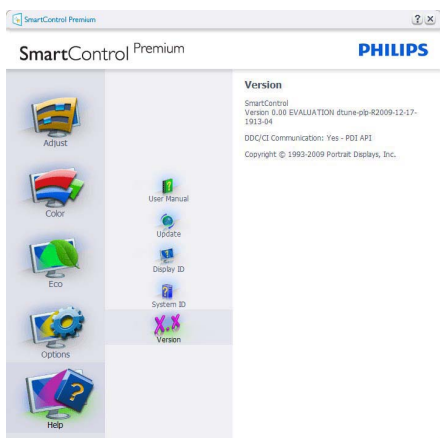 SmartControl Premium
? X
SmartControl Premium
PHILIPS
Adjust
Color
Eco
Options
Help
User Manual
Update
Display ID
System ID
X.X
Version
Version
SmartControl
Version 0.00 EVALUATION dtune-plp-R2009-12-17-
1913-04
DDC/CI Communication: Yes - PDI API
Copyright © 1993-2009 Portrait Displays, Inc.